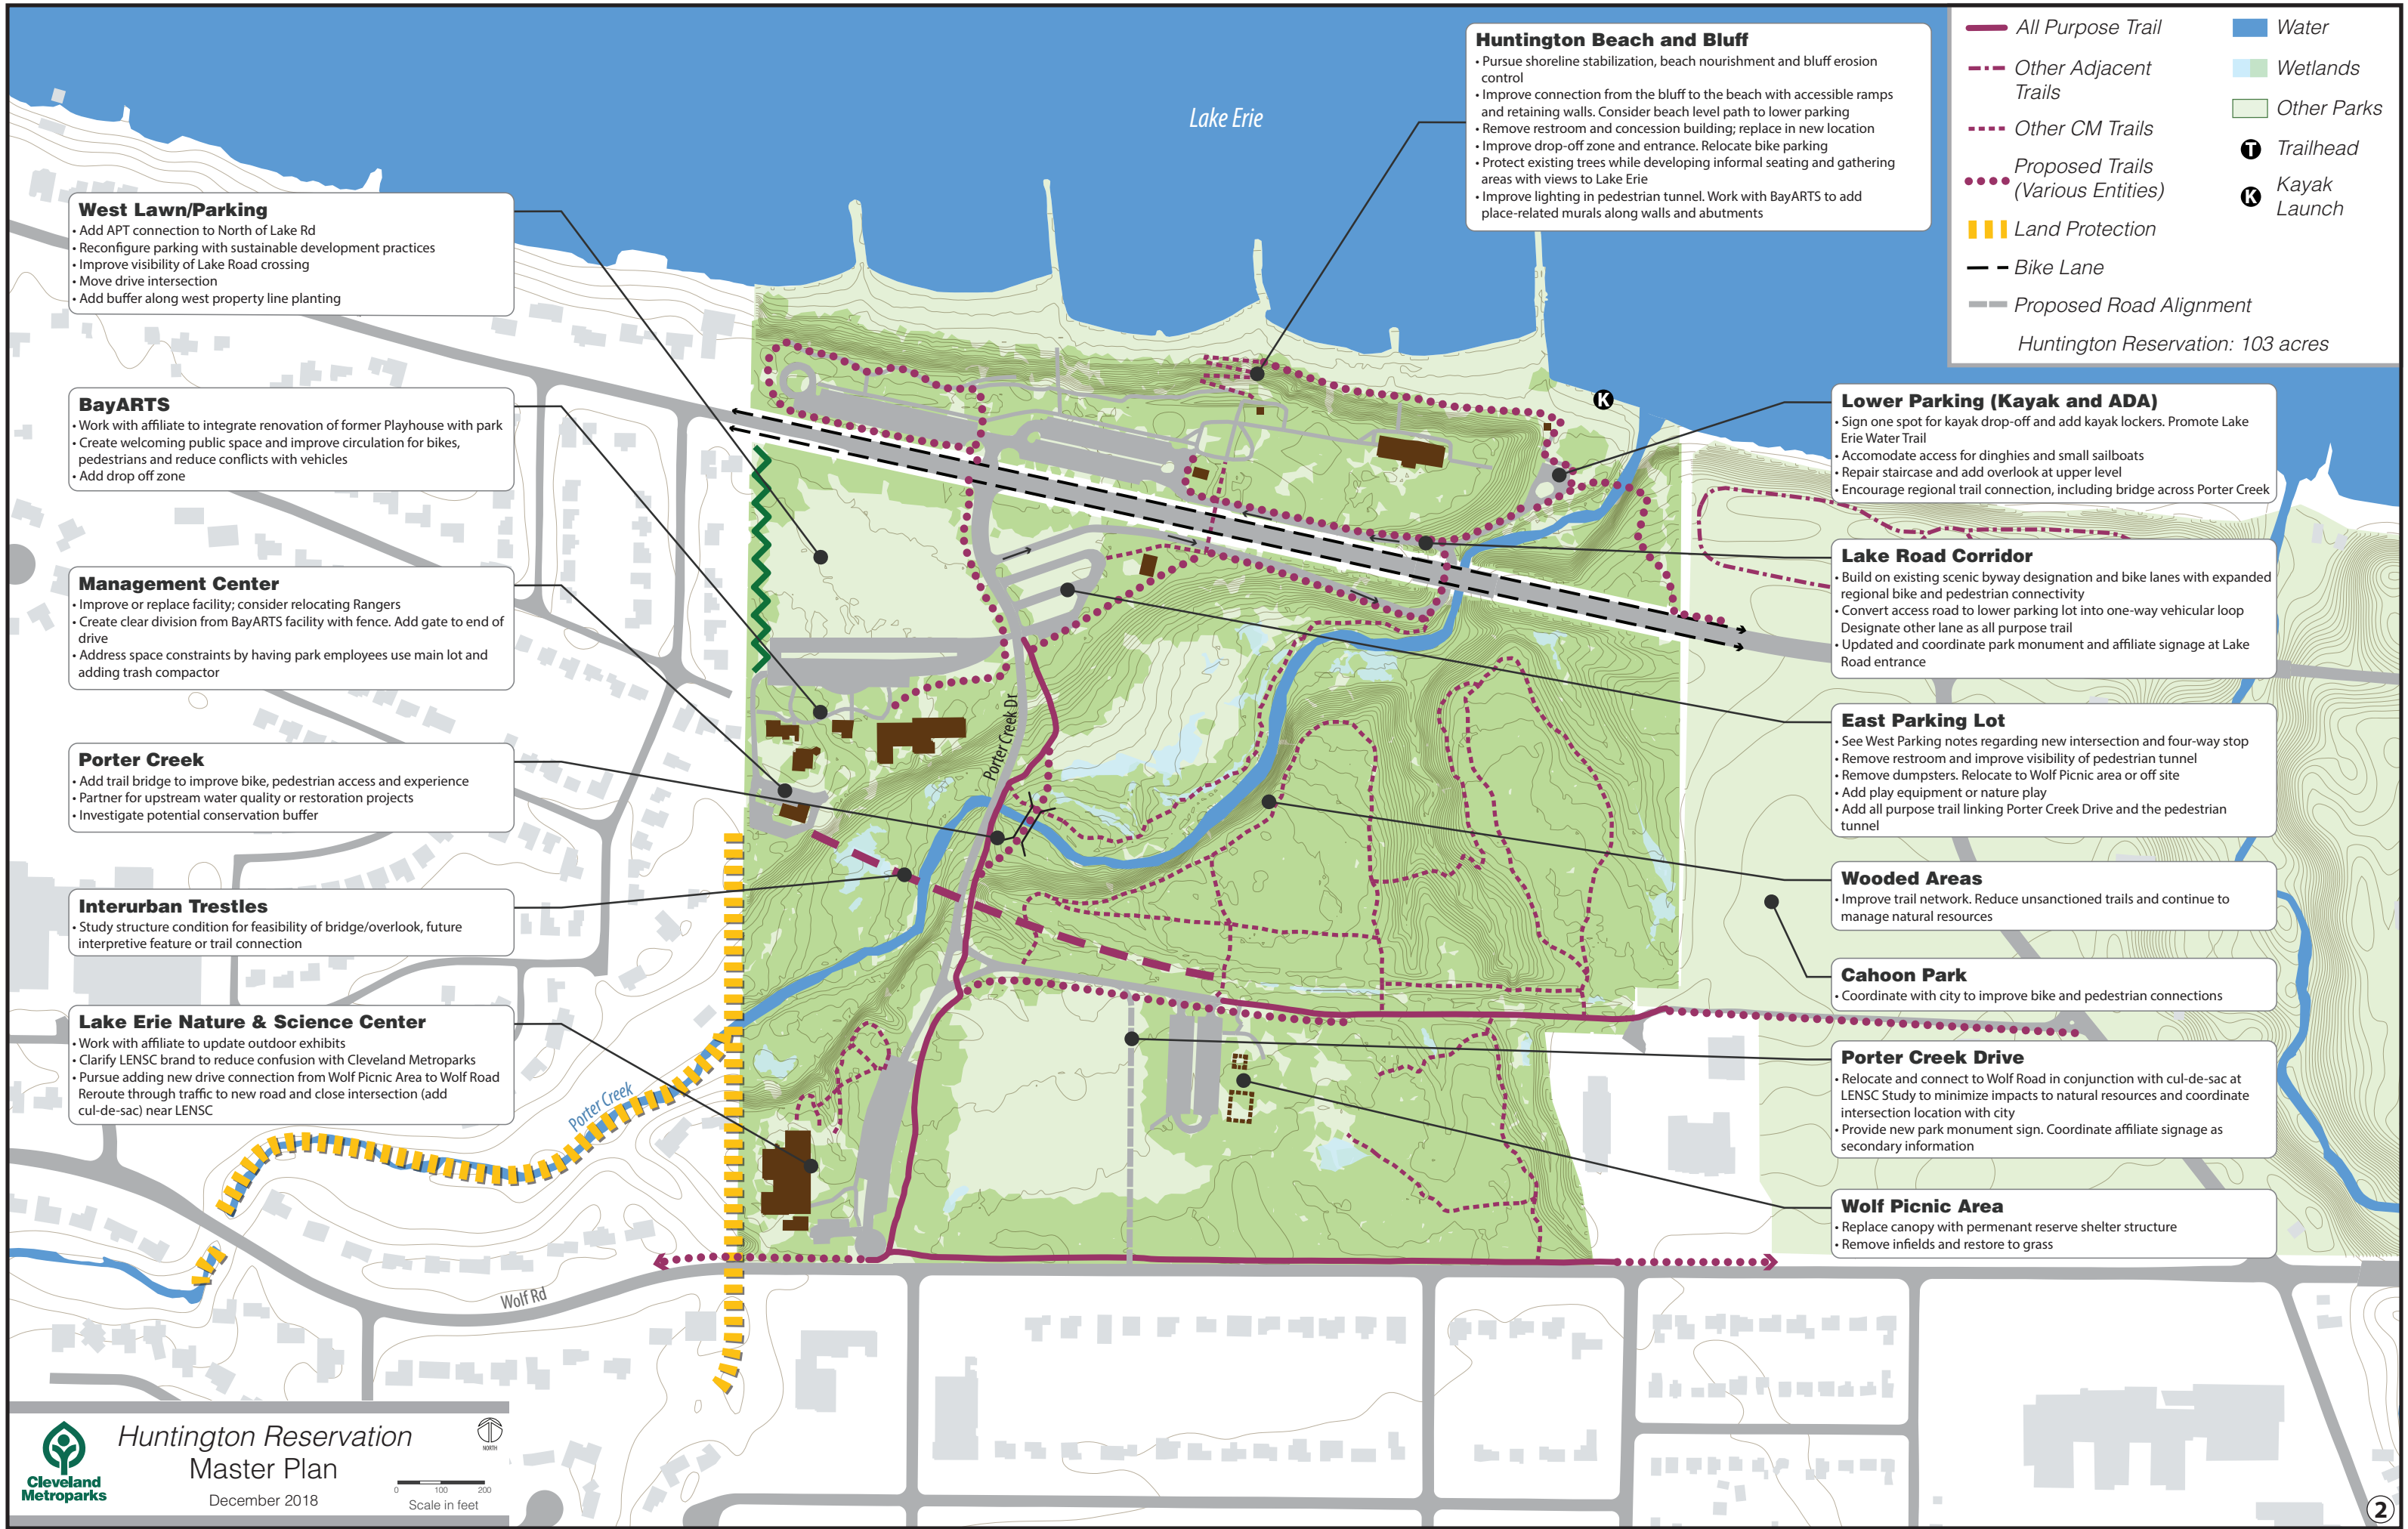 Lake Erie
Huntington Beach and Bluff
• Pursue shoreline stabilization, beach nourishment and bluff erosion
control
• Improve connection from the bluff to the beach with accessible ramps
and retaining walls. Consider beach level path to lower parking
• Remove restroom and concession building; replace in new location
• Improve drop-off zone and entrance. Relocate bike parking
• Protect existing trees while developing informal seating and gathering
areas with views to Lake Erie
• Improve lighting in pedestrian tunnel. Work with BayARTS to add
place-related murals along walls and abutments
All Purpose Trail
Other Adjacent
Trails
Other CM Trails
Proposed Trails
(Various Entities)
Land Protection
Bike Lane
Proposed Road Alignment
Water
Wetlands
Other Parks
T Trailhead
K Kayak
Launch
Huntington Reservation: 103 acres
West Lawn/Parking
• Add APT connection to North of Lake Rd
• Reconfigure parking with sustainable development practices
• Improve visibility of Lake Road crossing
• Move drive intersection
• Add buffer along west property line planting
BayARTS
• Work with affiliate to integrate renovation of former Playhouse with park
• Create welcoming public space and improve circulation for bikes,
pedestrians and reduce conflicts with vehicles
• Add drop off zone
Management Center
• Improve or replace facility; consider relocating Rangers
• Create clear division from BayARTS facility with fence. Add gate to end of
drive
• Address space constraints by having park employees use main lot and
adding trash compactor
Porter Creek
• Add trail bridge to improve bike, pedestrian access and experience
• Partner for upstream water quality or restoration projects
• Investigate potential conservation buffer
Interurban Trestles
• Study structure condition for feasibility of bridge/overlook, future
interpretive feature or trail connection
Lake Erie Nature & Science Center
• Work with affiliate to update outdoor exhibits
• Clarify LENSC brand to reduce confusion with Cleveland Metroparks
• Pursue adding new drive connection from Wolf Picnic Area to Wolf Road
Reroute through traffic to new road and close intersection (add
cul-de-sac) near LENSC
K
Porter Creek Dr
Porter Creek
Wolf Rd
Lower Parking (Kayak and ADA)
• Sign one spot for kayak drop-off and add kayak lockers. Promote Lake
Erie Water Trail
• Accomodate access for dinghies and small sailboats
• Repair staircase and add overlook at upper level
• Encourage regional trail connection, including bridge across Porter Creek
Lake Road Corridor
• Build on existing scenic byway designation and bike lanes with expanded
regional bike and pedestrian connectivity
• Convert access road to lower parking lot into one-way vehicular loop
Designate other lane as all purpose trail
• Updated and coordinate park monument and affiliate signage at Lake
Road entrance
East Parking Lot
• See West Parking notes regarding new intersection and four-way stop
• Remove restroom and improve visibility of pedestrian tunnel
• Remove dumpsters. Relocate to Wolf Picnic area or off site
• Add play equipment or nature play
• Add all purpose trail linking Porter Creek Drive and the pedestrian
tunnel
Wooded Areas
• Improve trail network. Reduce unsanctioned trails and continue to
manage natural resources
Cahoon Park
• Coordinate with city to improve bike and pedestrian connections
Porter Creek Drive
• Relocate and connect to Wolf Road in conjunction with cul-de-sac at
LENSC Study to minimize impacts to natural resources and coordinate
intersection location with city
• Provide new park monument sign. Coordinate affiliate signage as
secondary information
Wolf Picnic Area
• Replace canopy with permenant reserve shelter structure
• Remove infields and restore to grass
Cleveland
Metroparks
Huntington Reservation
Master Plan
December 2018
NORTH
0 100 200
Scale in feet
2